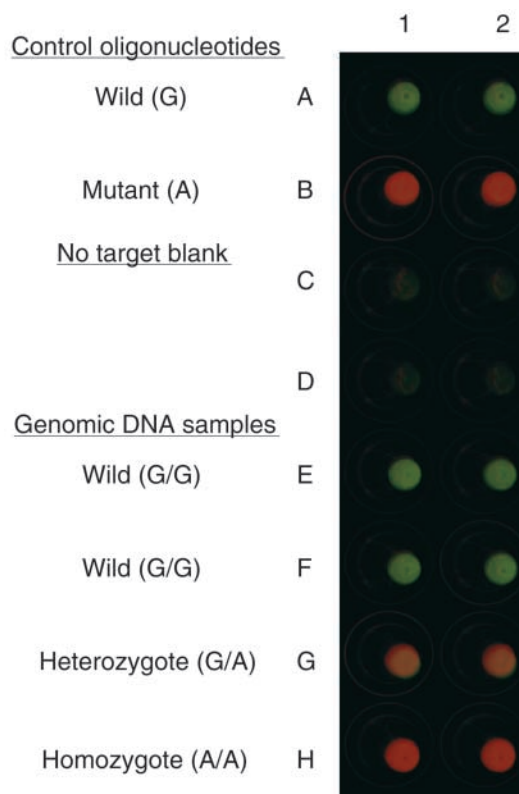 1 2
Control oligonucleotides
Wild (G) A
Mutant (A) B
No target blank
C
D
Genomic DNA samples
Wild (G/G) E
Wild (G/G) F
Heterozygote (G/A) G
Homozygote (A/A) H